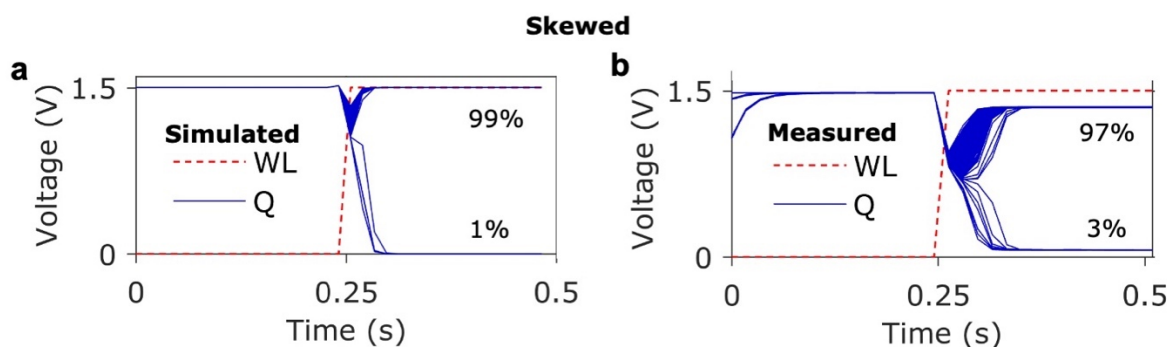 Skewed
a
Voltage (V)
1.5
0
Simulated
WL
Q
99%
1%
0
0.25
0.5
Time (s)
b
Voltage (V)
1.5
0
Measured
WL
Q
97%
3%
0
0.25
0.5
Time (s)